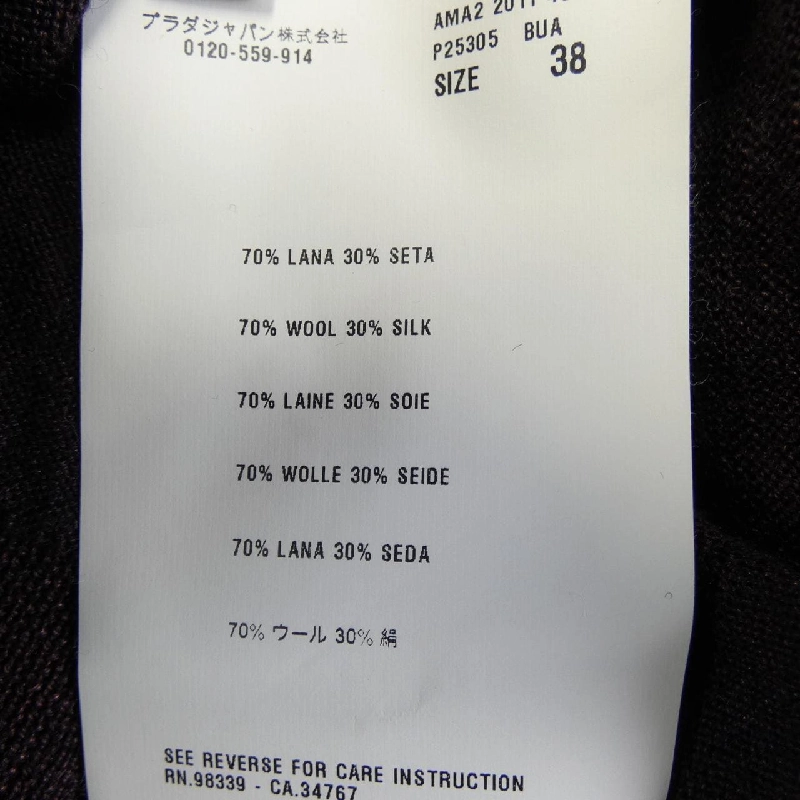 プラダジャパン株式会社
0120-559-914
AMA2
P25305 BUA
SIZE 38
70% LANA 30% SETA
70% WOOL 30% SILK
70% LAINE 30% SOIE
70% WOLLE 30% SEIDE
70% LANA 30% SEDA
70% ウール 30% 絹
SEE REVERSE FOR CARE INSTRUCTION
RN.98339 - CA.34767